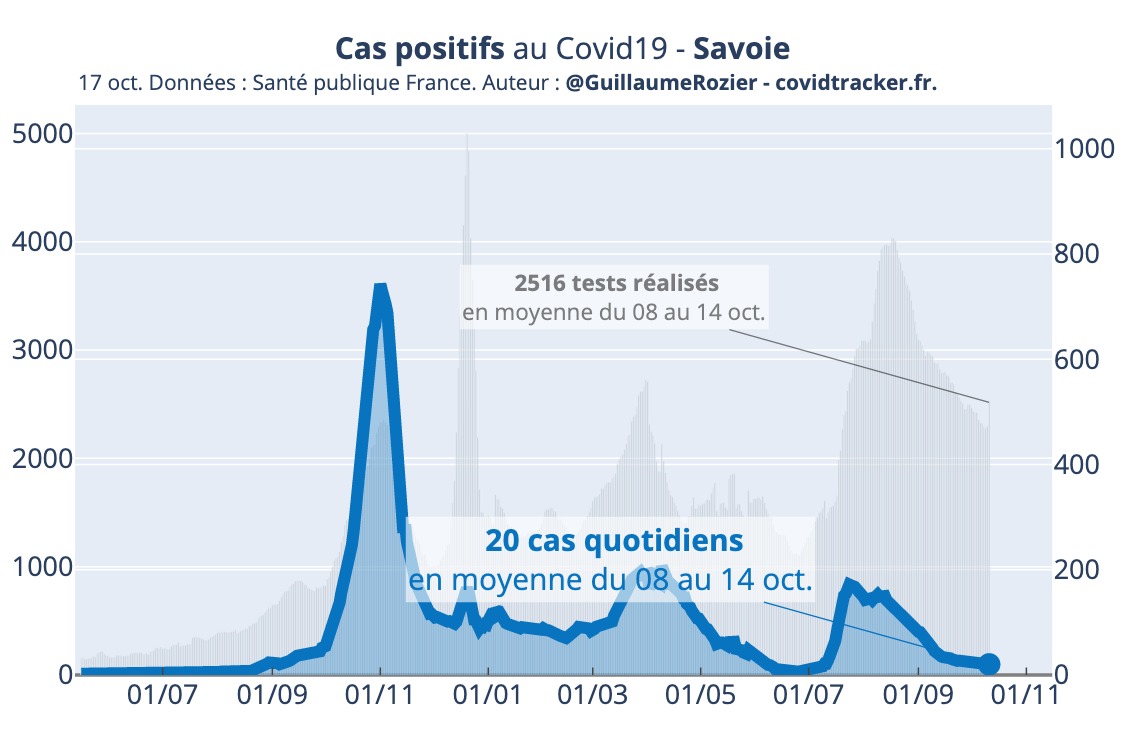 Cas positifs au Covid19 - Savoie
17 oct. Données : Santé publique France. Auteur : @GuillaumeRozier - covidtracker.fr.
5000
1000
4000
800
2516 tests réalisés
en moyenne du 08 au 14 oct.
3000
600
2000
400
20 cas quotidiens
en moyenne du 08 au 14 oct.
1000
200
0
0
01/07 01/09 01/11 01/01 01/03 01/05 01/07 01/09 01/11